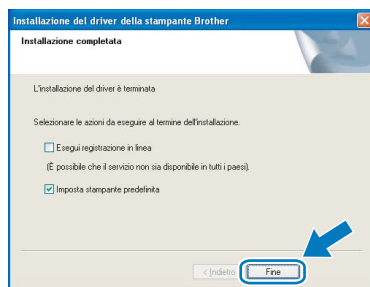 Installazione del driver della stampante Brother
Installazione completata
L'installazione del driver è terminata
Selezionare le azioni da eseguire al termine dell'installazione.
Esegui registrazione in linea
(È possibile che il servizio non sia disponibile in tutti i paesi).
Imposta stampante predefinita
< Indietro
Fine